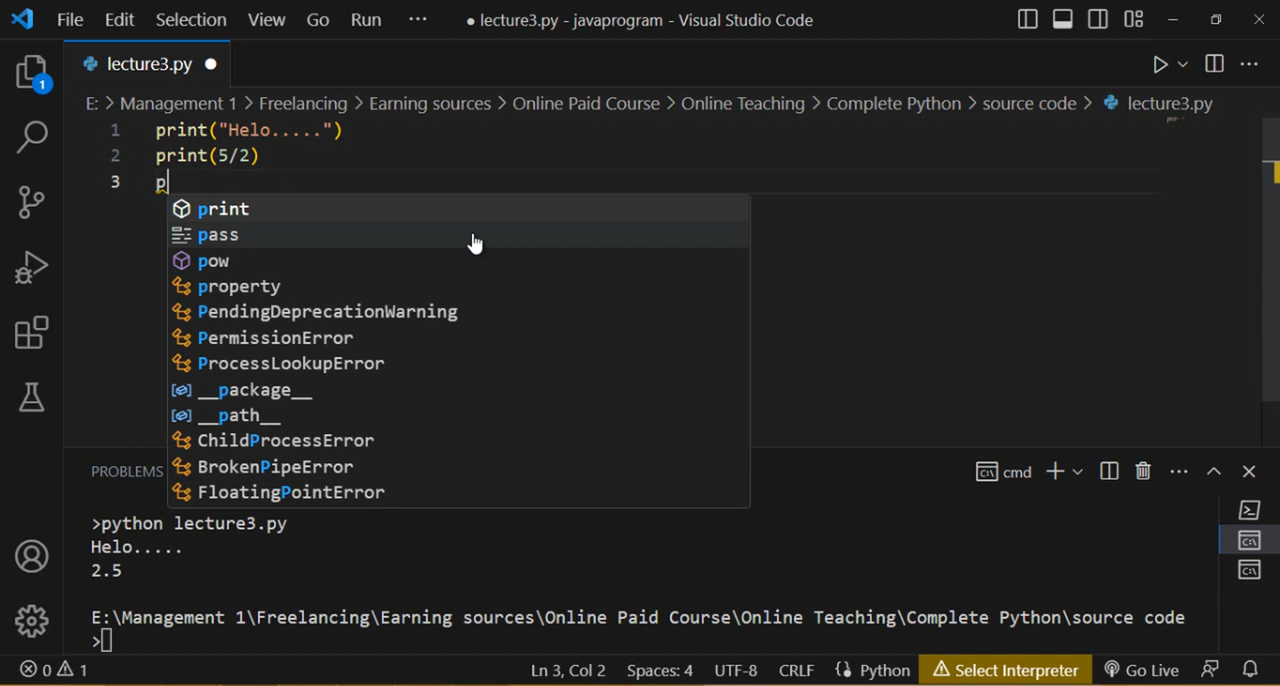 File Edit Selection View Go Run ··· ● lecture3.py - javaprogram - Visual Studio Code
lecture3.py ●
1
E: > Management 1 > Freelancing > Earning sources > Online Paid Course > Online Teaching > Complete Python > source code > lecture3.py
1 print("Helo.....")
2 print(5/2)
3 p
print
pass
pow
property
PendingDeprecationWarning
PermissionError
ProcessLookupError
__package__
__path__
ChildProcessError
BrokenPipeError
FloatingPointError
PROBLEMS cmd
>python lecture3.py
Helo.....
2.5
E:\Management 1\Freelancing\Earning sources\Online Paid Course\Online Teaching\Complete Python\source code
>
0 1 Ln 3, Col 2 Spaces: 4 UTF-8 CRLF Python Select Interpreter Go Live